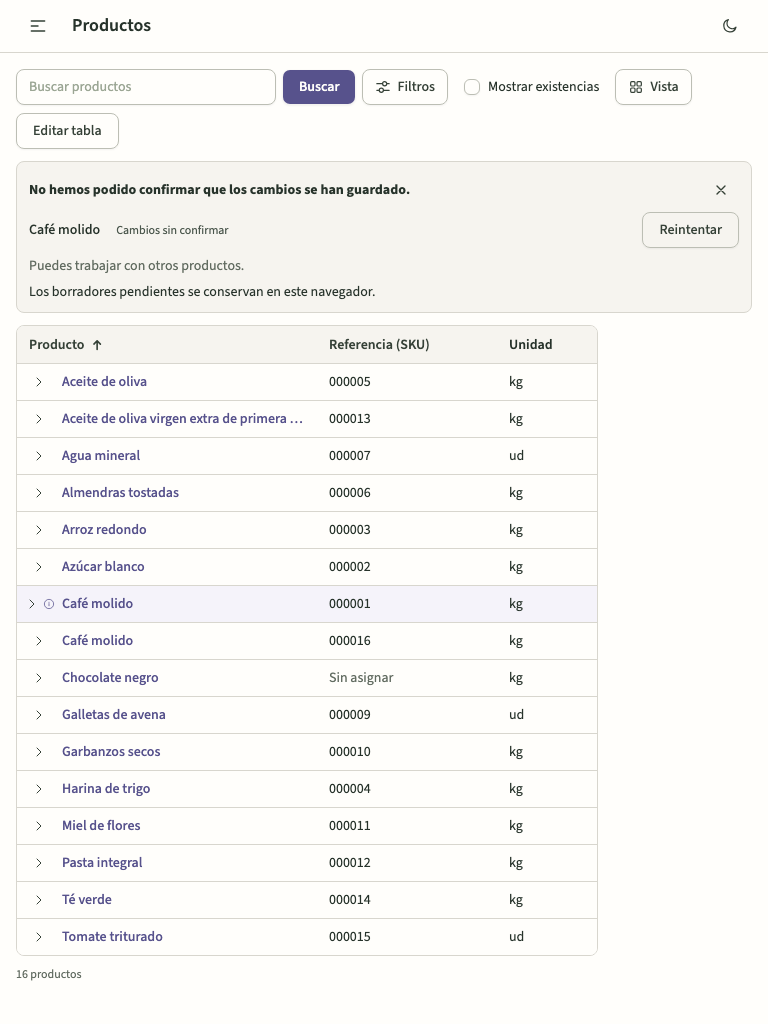 Productos
Buscar productos
Buscar
Filtros
Mostrar existencias
Vista
Editar tabla
No hemos podido confirmar que los cambios se han guardado.
Café molido Cambios sin confirmar
Reintentar
Puedes trabajar con otros productos.
Los borradores pendientes se conservan en este navegador.
Producto Referencia (SKU) Unidad
Aceite de oliva 000005 kg
Aceite de oliva virgen extra de primera … 000013 kg
Agua mineral 000007 ud
Almendras tostadas 000006 kg
Arroz redondo 000003 kg
Azúcar blanco 000002 kg
Café molido 000001 kg
Café molido 000016 kg
Chocolate negro Sin asignar kg
Galletas de avena 000009 ud
Garbanzos secos 000010 kg
Harina de trigo 000004 kg
Miel de flores 000011 kg
Pasta integral 000012 kg
Té verde 000014 kg
Tomate triturado 000015 ud
16 productos